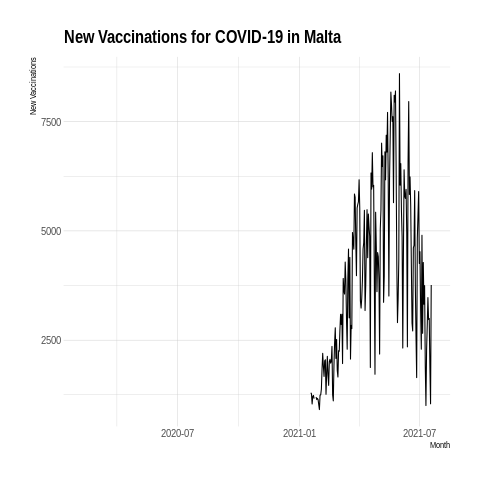 New Vaccinations for COVID-19 in Malta
New Vaccinations
7500
5000
2500
2020-07
2021-01
2021-07
Month